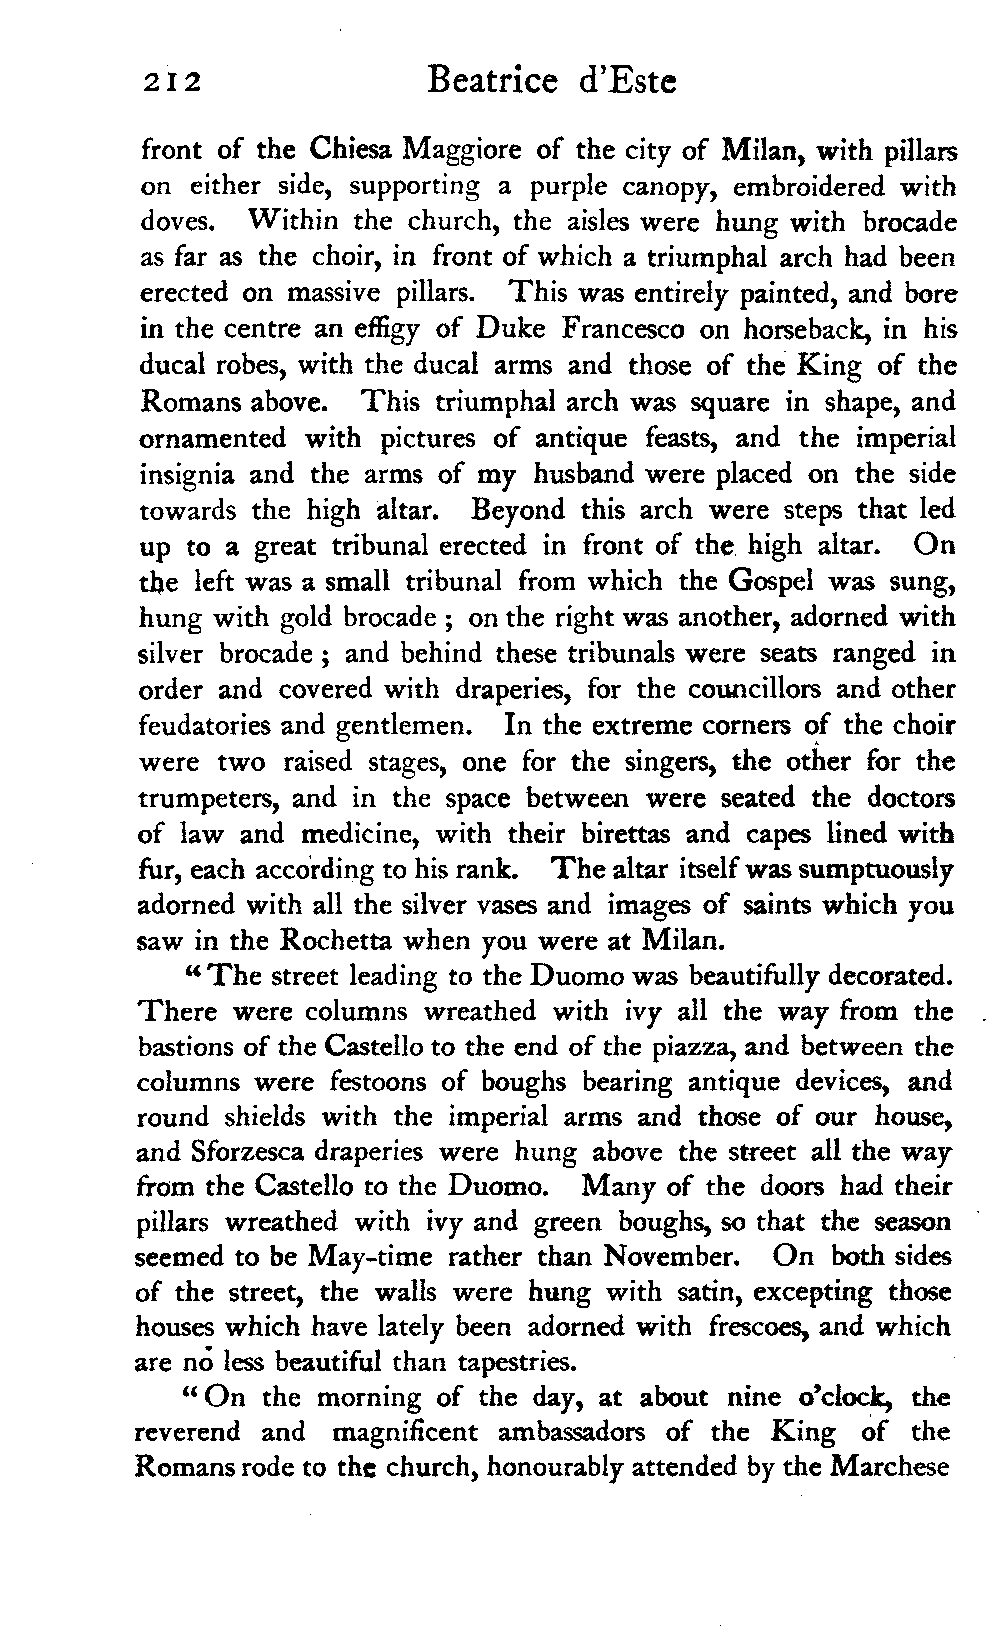 212 Beatrice d'Este
front of the Chiesa Maggiore of the city of Milan, with pillars
on either side, supporting a purple canopy, embroidered with
doves. Within the church, the aisles were hung with brocade
as far as the choir, in front of which a triumphal arch had been
erected on massive pillars. This was entirely painted, and bore
in the centre an effigy of Duke Francesco on horseback, in his
ducal robes, with the ducal arms and those of the King of the
Romans above. This triumphal arch was square in shape, and
ornamented with pictures of antique feasts, and the imperial
insignia and the arms of my husband were placed on the side
towards the high altar. Beyond this arch were steps that led
up to a great tribunal erected in front of the high altar. On
the left was a small tribunal from which the Gospel was sung,
hung with gold brocade ; on the right was another, adorned with
silver brocade ; and behind these tribunals were seats ranged in
order and covered with draperies, for the councillors and other
feudatories and gentlemen. In the extreme corners of the choir
were two raised stages, one for the singers, the other for the
trumpeters, and in the space between were seated the doctors
of law and medicine, with their birettas and capes lined with
fur, each according to his rank. The altar itself was sumptuously
adorned with all the silver vases and images of saints which you
saw in the Rochetta when you were at Milan.
"The street leading to the Duomo was beautifully decorated.
There were columns wreathed with ivy all the way from the
bastions of the Castello to the end of the piazza, and between the
columns were festoons of boughs bearing antique devices, and
round shields with the imperial arms and those of our house,
and Sforzesca draperies were hung above the street all the way
from the Castello to the Duomo. Many of the doors had their
pillars wreathed with ivy and green boughs, so that the season
seemed to be May-time rather than November. On both sides
of the street, the walls were hung with satin, excepting those
houses which have lately been adorned with frescoes, and which
are no less beautiful than tapestries.
"On the morning of the day, at about nine o'clock, the
reverend and magnificent ambassadors of the King of the
Romans rode to the church, honourably attended by the Marchese